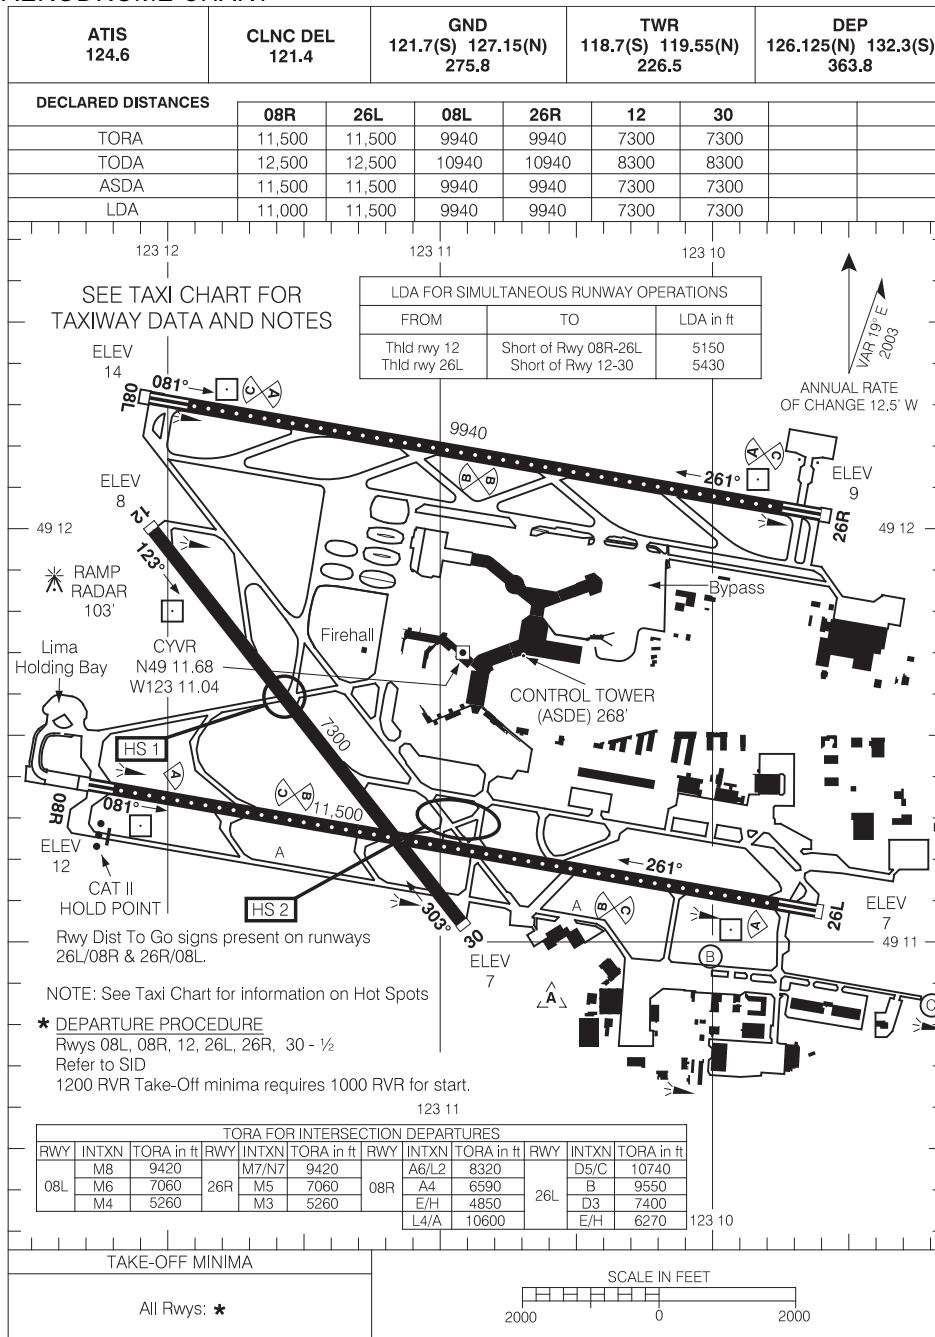 ATIS
124.6
CLNC DEL
121.4
GND
121.7(S) 127.15(N)
275.8
TWR
118.7(S) 119.55(N)
226.5
DEP
126.125(N) 132.3(S)
363.8
DECLARED DISTANCES
08R 26L 08L 26R 12 30
TORA 11,500 11,500 9940 9940 7300 7300
TODA 12,500 12,500 10940 10940 8300 8300
ASDA 11,500 11,500 9940 9940 7300 7300
LDA 11,000 11,500 9940 9940 7300 7300
123 12 123 11 123 10
SEE TAXI CHART FOR
TAXIWAY DATA AND NOTES
LDA FOR SIMULTANEOUS RUNWAY OPERATIONS
FROM TO LDA in ft
Thld rwy 12 Short of Rwy 08R-26L 5150
Thld rwy 26L Short of Rwy 12-30 5430
VAR 19° E
2003
ANNUAL RATE
OF CHANGE 12,5' W
ELEV
14
08L
081°
C A
9940
B B
A C
261°
ELEV
9
26R
ELEV
8
12
123°
49 12
49 12
RAMP
RADAR
103'
Bypass
Firehall
Lima
Holding Bay
CYVR
N49 11.68
W123 11.04
CONTROL TOWER
(ASDE) 268'
HS 1
7300
A
C B
11,500
08R
081°
ELEV
12
CAT II
HOLD POINT
A
HS 2
303°
30
ELEV
7
261°
A
B C
A
26L
ELEV
7
49 11
B
C
A
Rwy Dist To Go signs present on runways
26L/08R & 26R/08L.
NOTE: See Taxi Chart for information on Hot Spots
* DEPARTURE PROCEDURE
Rwys 08L, 08R, 12, 26L, 26R, 30 - ½
Refer to SID
1200 RVR Take-Off minima requires 1000 RVR for start.
123 11
TORA FOR INTERSECTION DEPARTURES
RWY INTXN TORA in ft RWY INTXN TORA in ft RWY INTXN TORA in ft RWY INTXN TORA in ft
08L M8 9420 26R M7/N7 9420 08R A6/L2 8320 26L D5/C 10740
M6 7060 M5 7060 A4 6590 B 9550
M4 5260 M3 5260 E/H 4850 D3 7400
L4/A 10600 E/H 6270
123 10
TAKE-OFF MINIMA
All Rwys: *
SCALE IN FEET
2000 0 2000